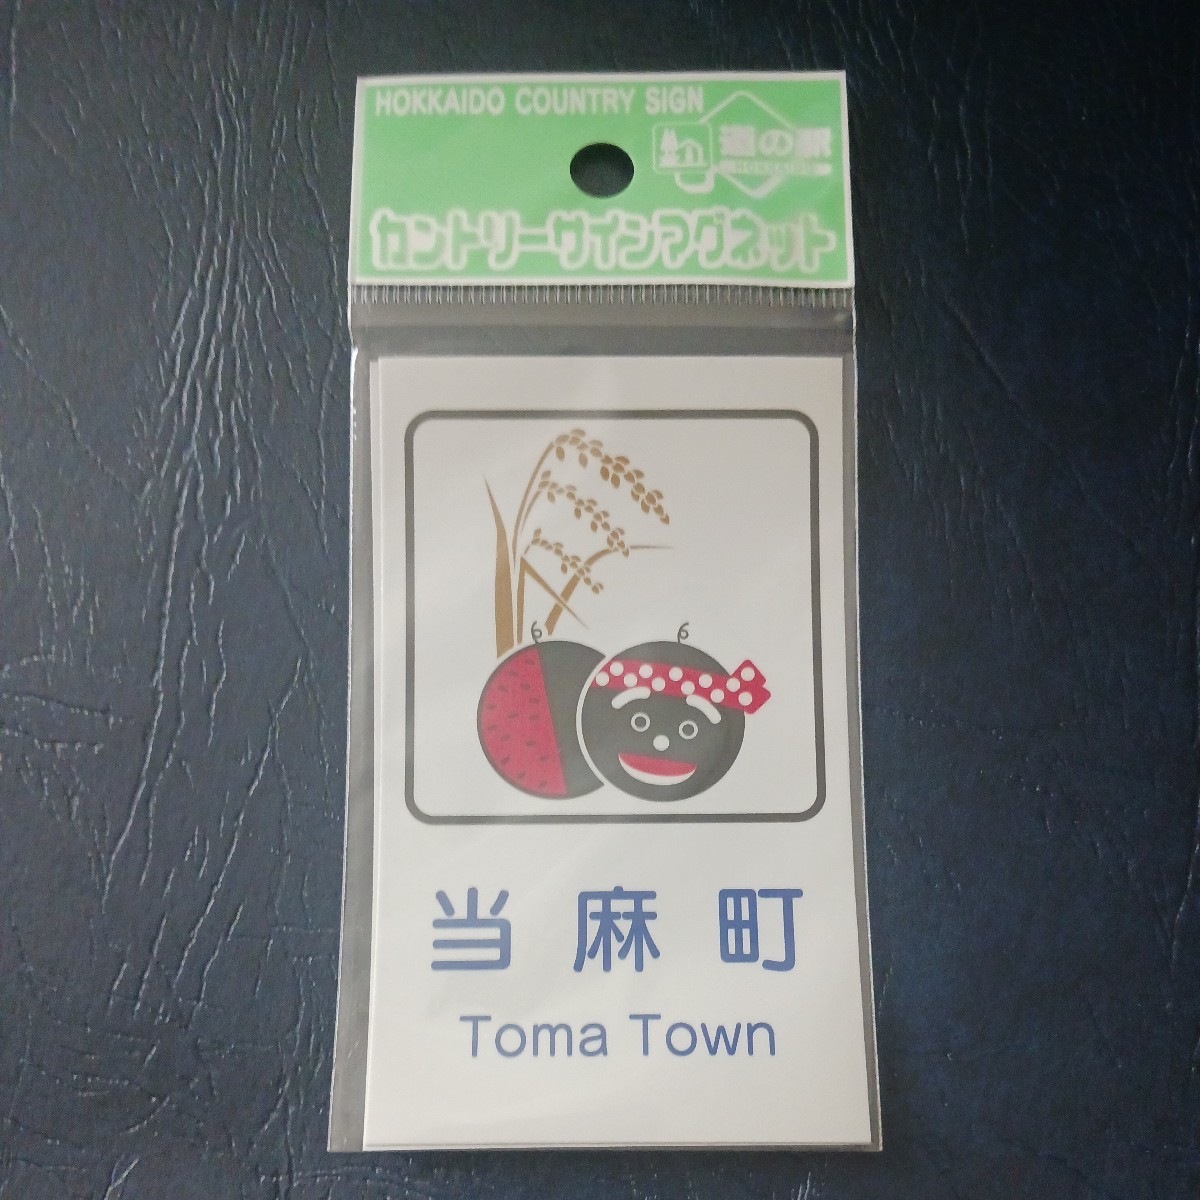 HOKKAIDO COUNTRY SIGN
道の駅
HOKKAIDO
カントリーサインマグネット
当麻町
Toma Town